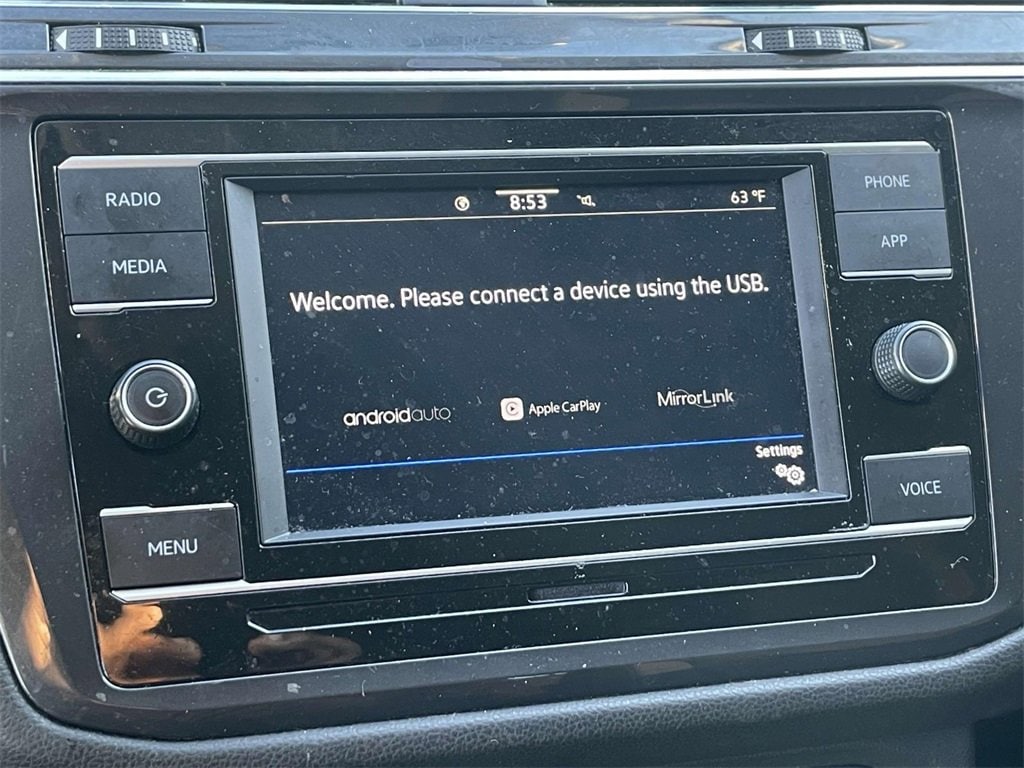 RADIO
MEDIA
MENU
8:53
63 °F
Welcome. Please connect a device using the USB.
androidauto
Apple CarPlay
MirrorLink
Settings
PHONE
APP
VOICE